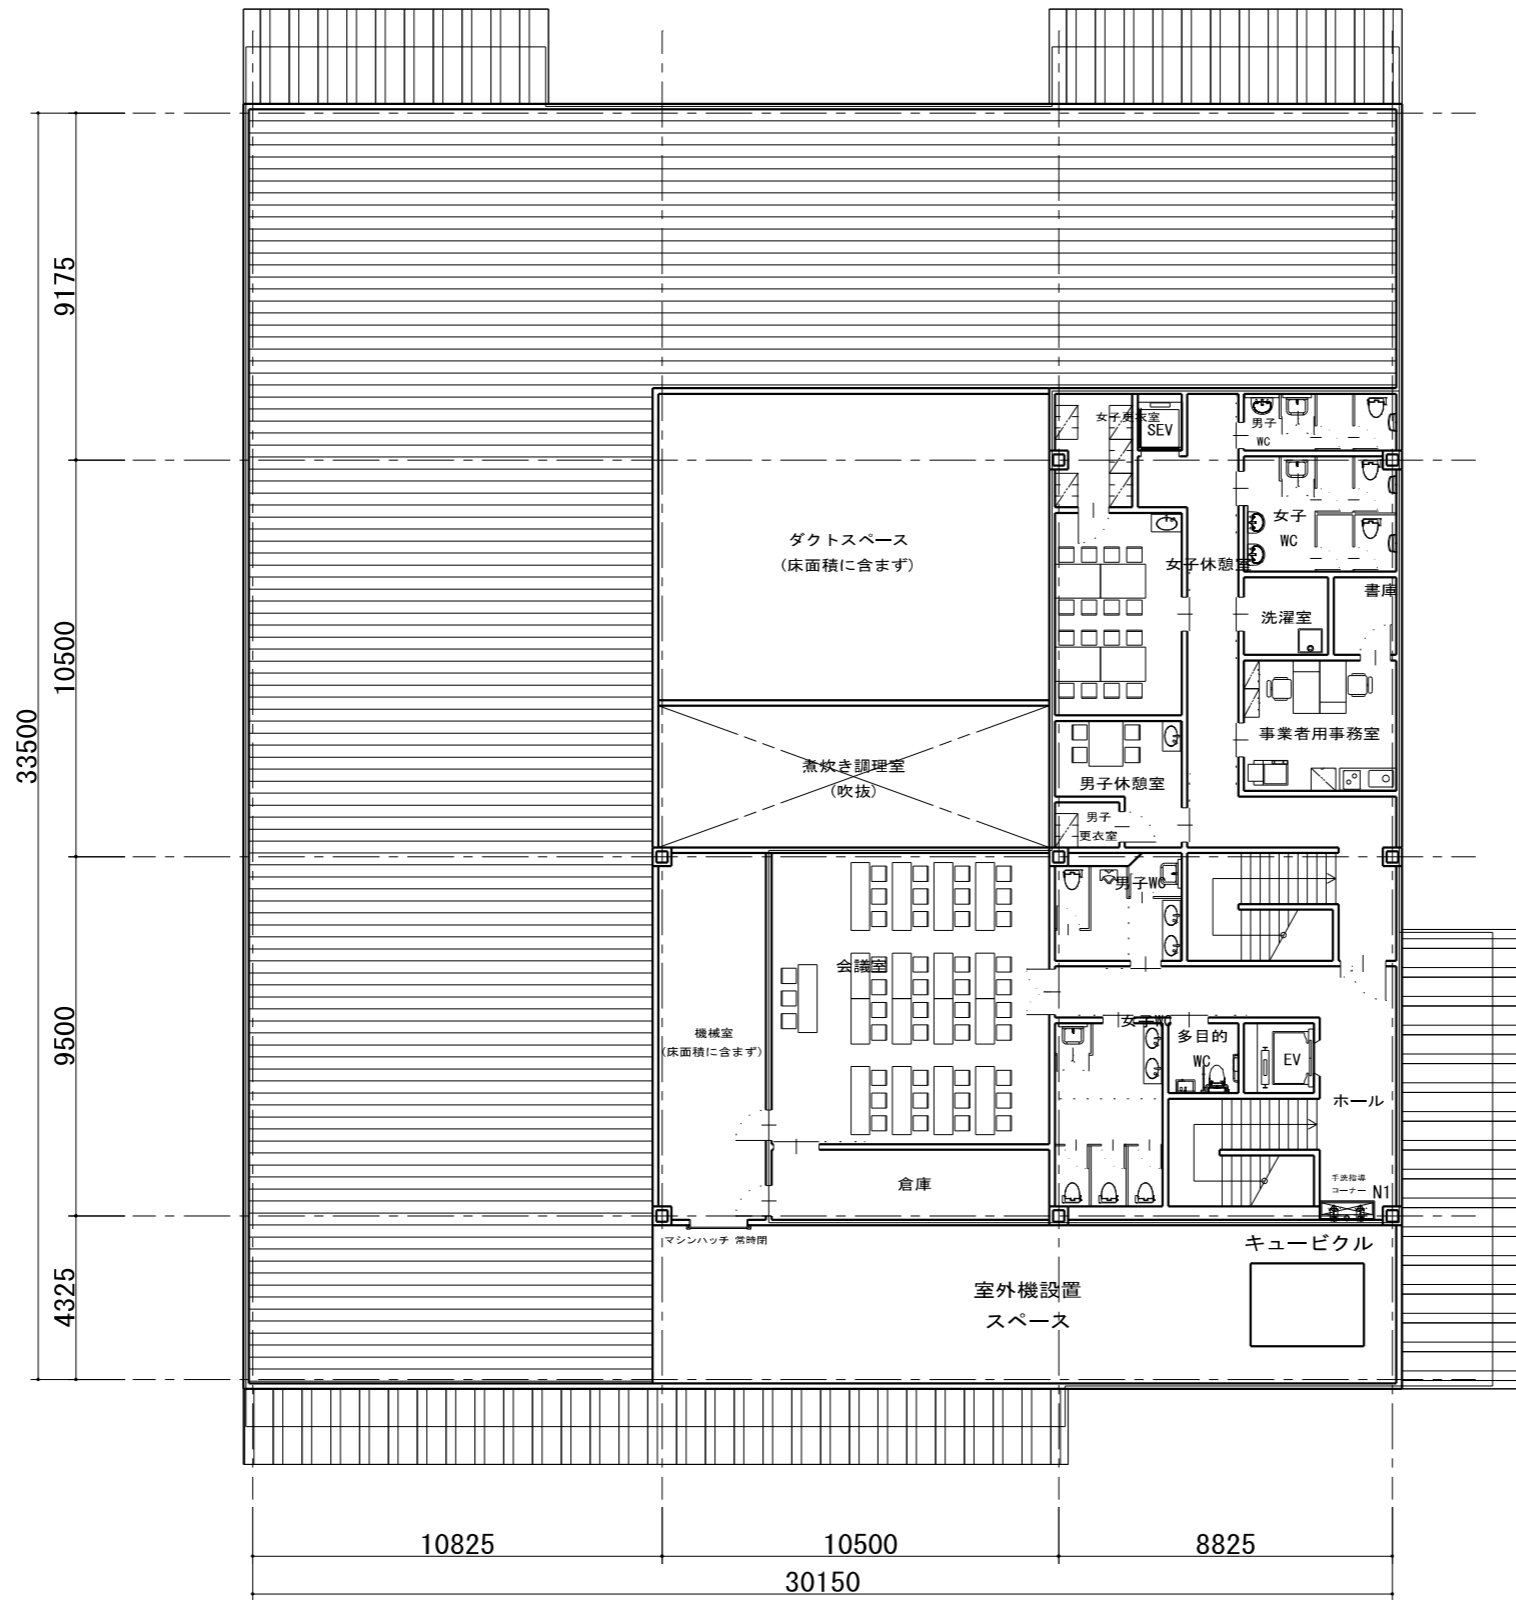 女子更衣室
SEV
男子
WC
女子
WC
ダクトスペース
(床面積に含まず)
女子休憩室
書庫
洗濯室
事業者用事務室
煮炊き調理室
(吹抜)
男子休憩室
男子
更衣室
男子WC
会議室
機械室
(床面積に含まず)
女子WC
多目的
WC
EV
ホール
倉庫
手洗指導
コーナー
N1
マシンハッチ 常時閉
キュービクル
室外機設置
スペース
9175
10500
9500
4325
33500
10825
10500
8825
30150